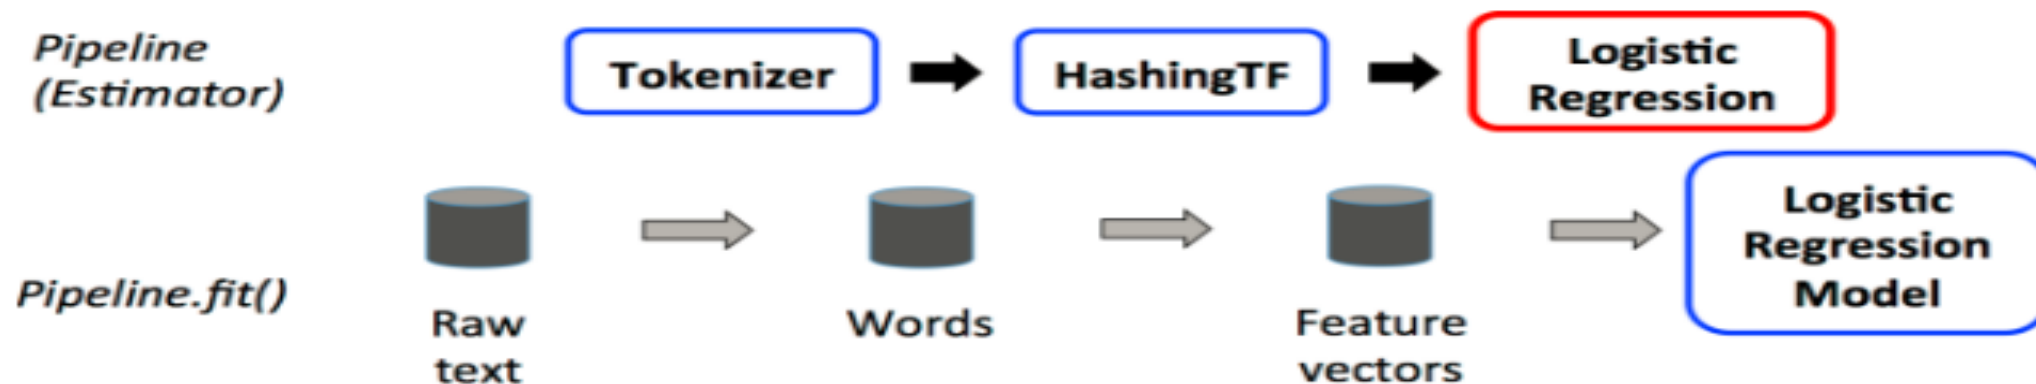 Pipeline
(Estimator)
Tokenizer
HashingTF
Logistic
Regression
Pipeline.fit()
Raw
text
Words
Feature
vectors
Logistic
Regression
Model